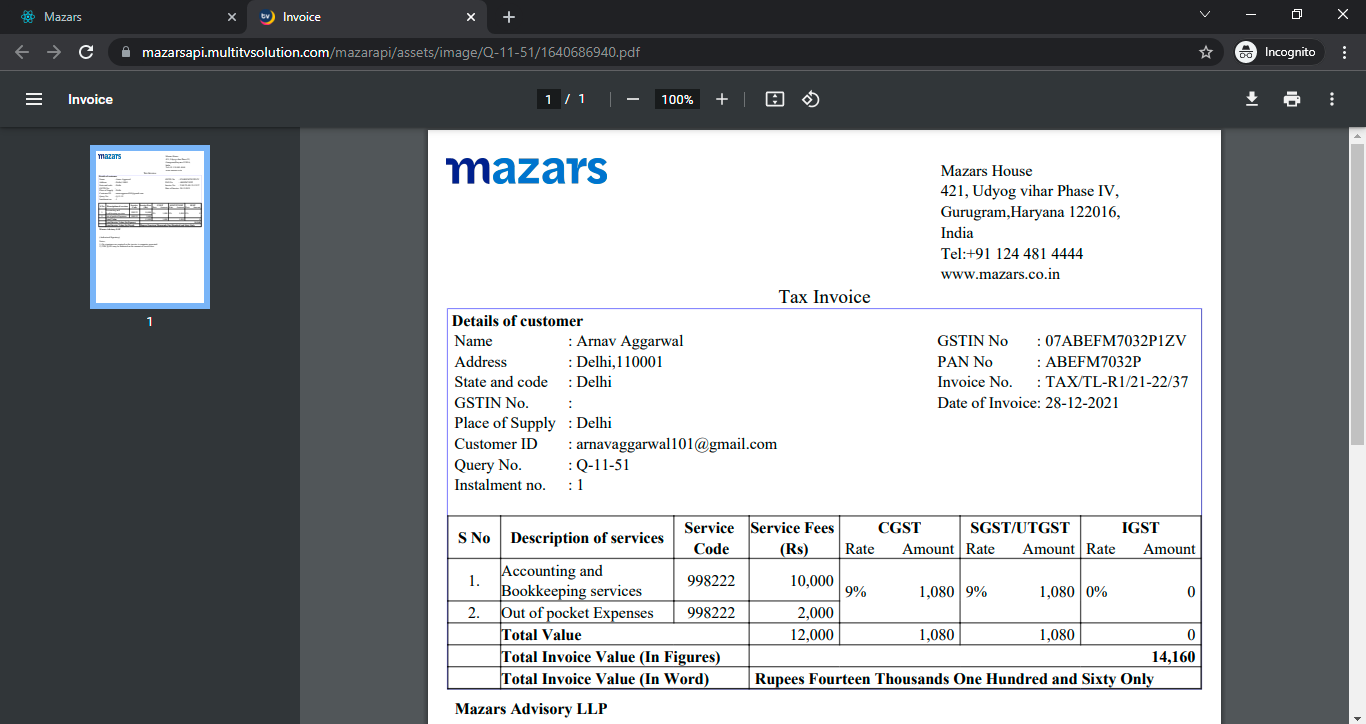 Mazars
Invoice
mazarsapi.multitvsolution.com/mazarapi/assets/image/Q-11-51/1640686940.pdf
Incognito
Invoice
1 / 1
100%
1
mazars
Mazars House
421, Udyog vihar Phase IV,
Gurugram,Haryana 122016,
India
Tel:+91 124 481 4444
www.mazars.co.in
Tax Invoice
Details of customer
Name : Arnav Aggarwal GSTIN No : 07ABEFM7032P1ZV
Address : Delhi,110001 PAN No : ABEFM7032P
State and code : Delhi Invoice No. : TAX/TL-R1/21-22/37
GSTIN No. : Date of Invoice: 28-12-2021
Place of Supply : Delhi
Customer ID : arnavaggarwal101@gmail.com
Query No. : Q-11-51
Instalment no. : 1
S No Description of services Service Code Service Fees (Rs) CGST SGST/UTGST IGST
Rate Amount Rate Amount Rate Amount
1. Accounting and Bookkeeping services 998222 10,000 9% 1,080 9% 1,080 0% 0
2. Out of pocket Expenses 998222 2,000
Total Value 12,000 1,080 1,080 0
Total Invoice Value (In Figures) 14,160
Total Invoice Value (In Word) Rupees Fourteen Thousands One Hundred and Sixty Only
Mazars Advisory LLP